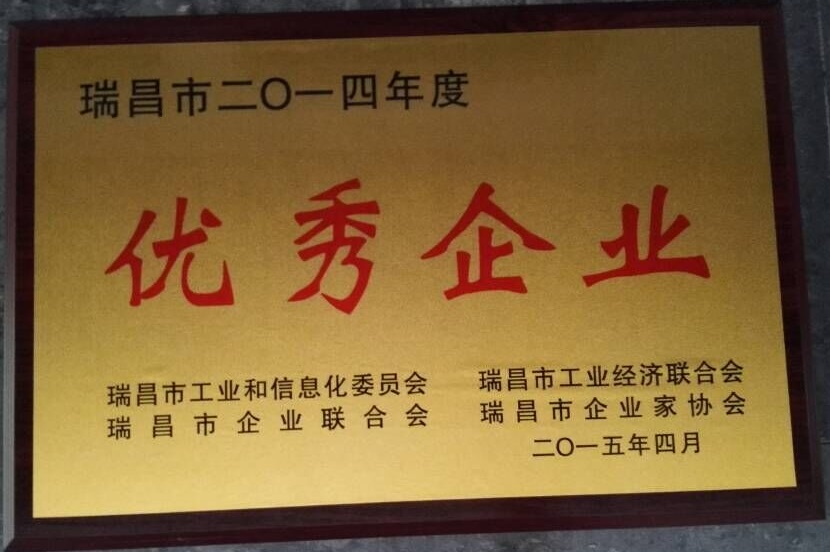 瑞昌市二〇一四年度
优秀企业
瑞昌市工业和信息化委员会
瑞昌市企业联合会
瑞昌市工业经济联合会
瑞昌市企业家协会
二〇一五年四月